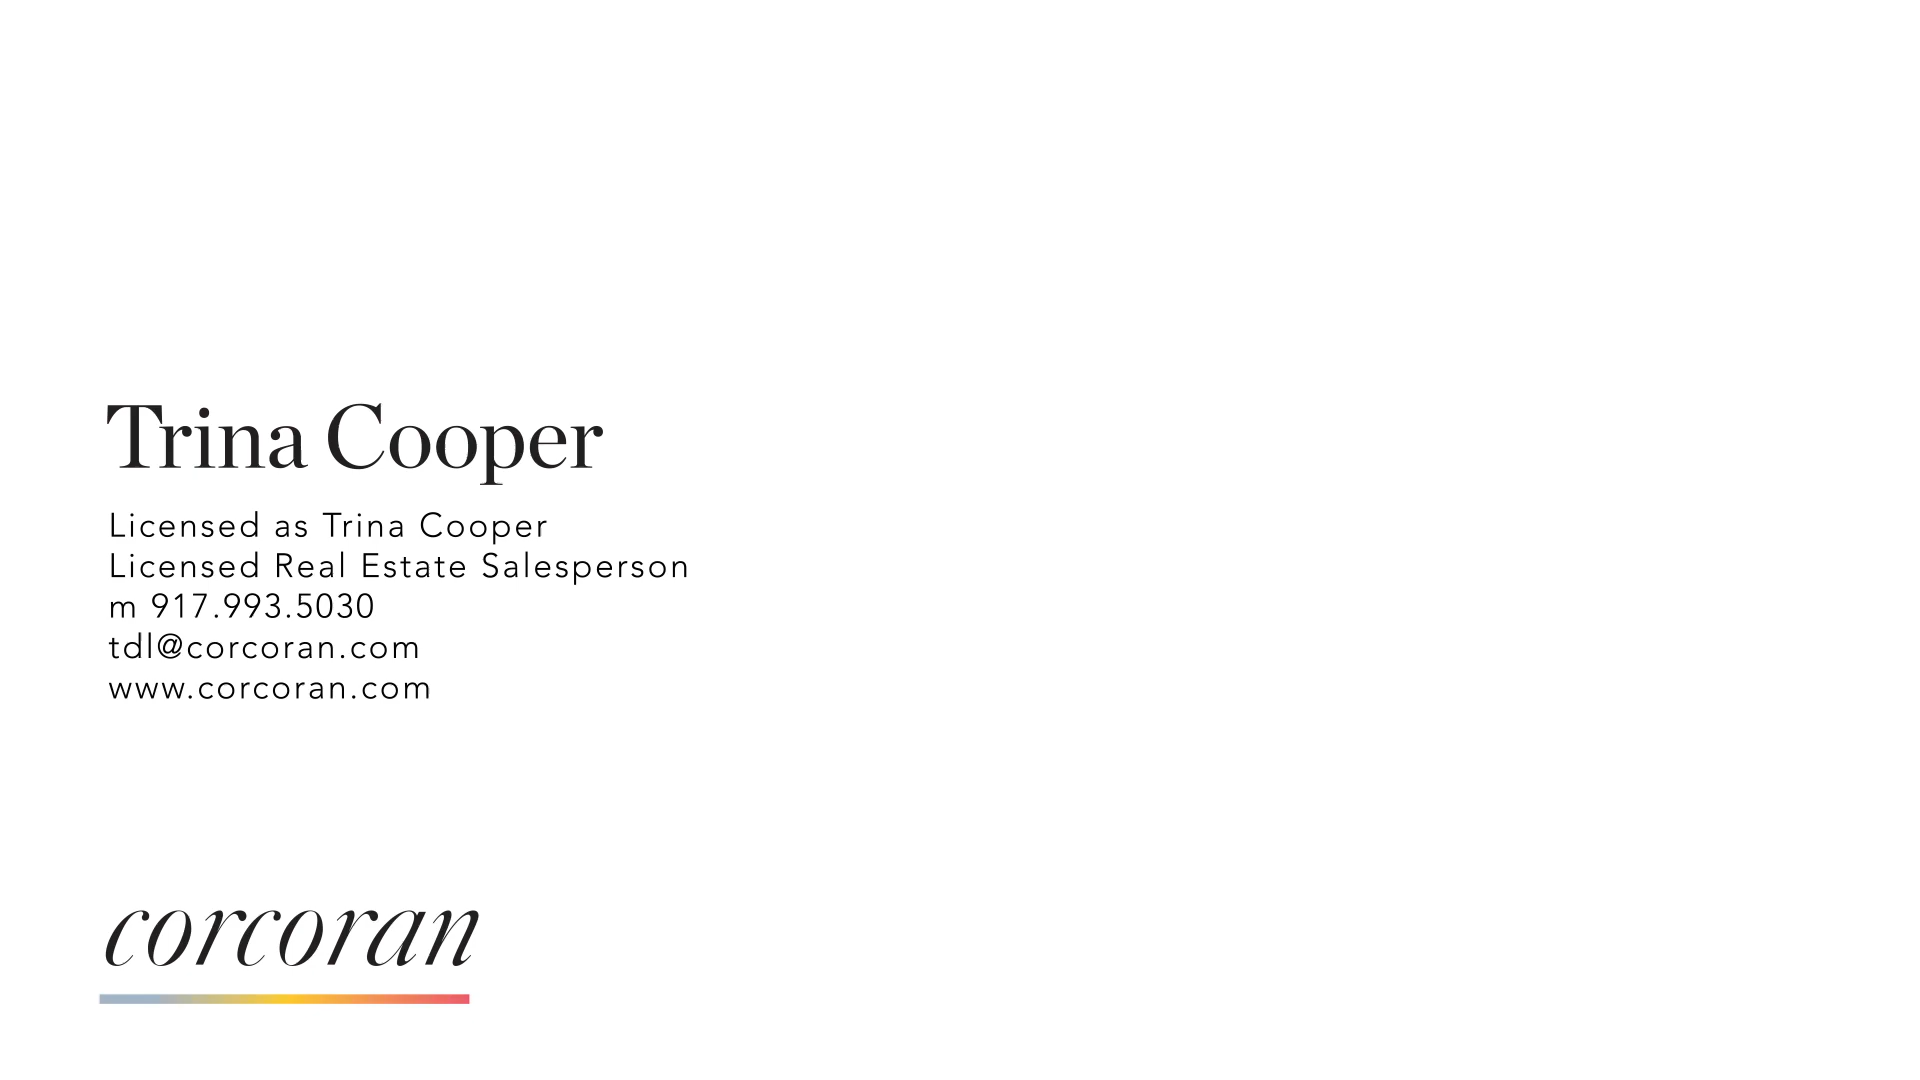 Trina Cooper
Licensed as Trina Cooper
Licensed Real Estate Salesperson
m 917.993.5030
tdl@corcoran.com
www.corcoran.com
corcoran